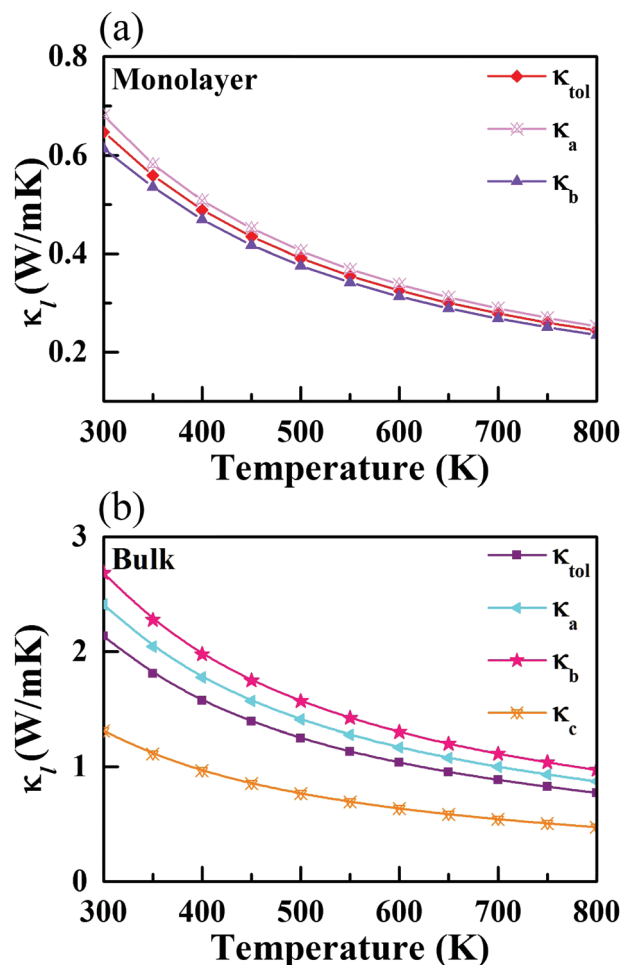 (a)
0.8
Monolayer
κtol
κa
κb
0.6
0.4
0.2
κl (W/mK)
300 400 500 600 700 800
Temperature (K)
(b)
3
Bulk
κtol
κa
κb
κc
2
1
0
κl (W/mK)
300 400 500 600 700 800
Temperature (K)